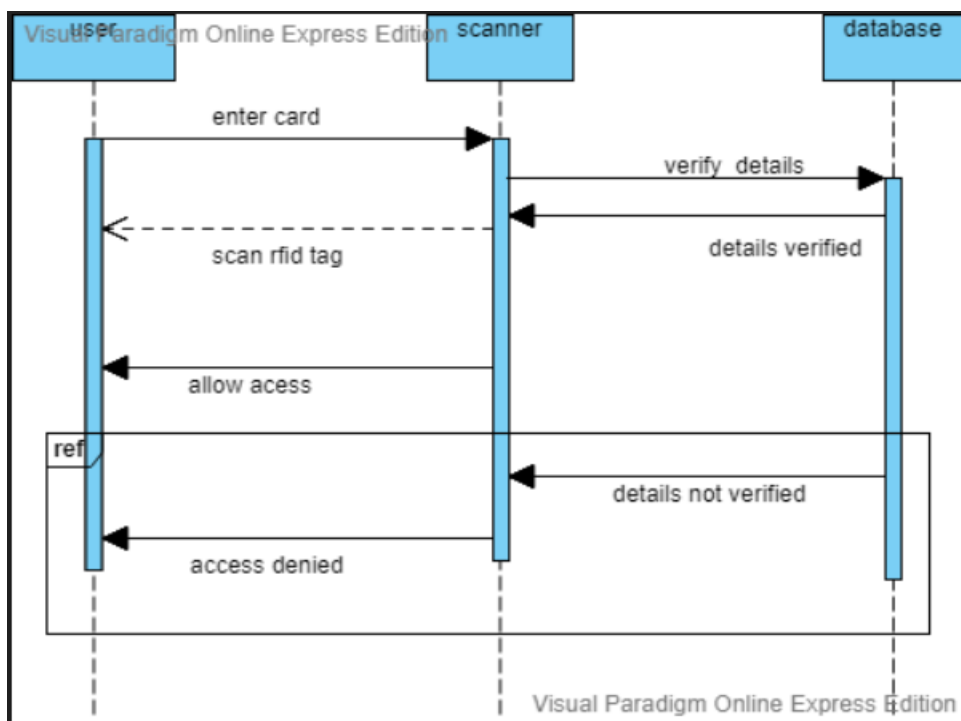 user
Visual Paradigm Online Express Edition
scanner
database
enter card
verify details
details verified
scan rfid tag
allow acess
ref
details not verified
access denied
Visual Paradigm Online Express Edition